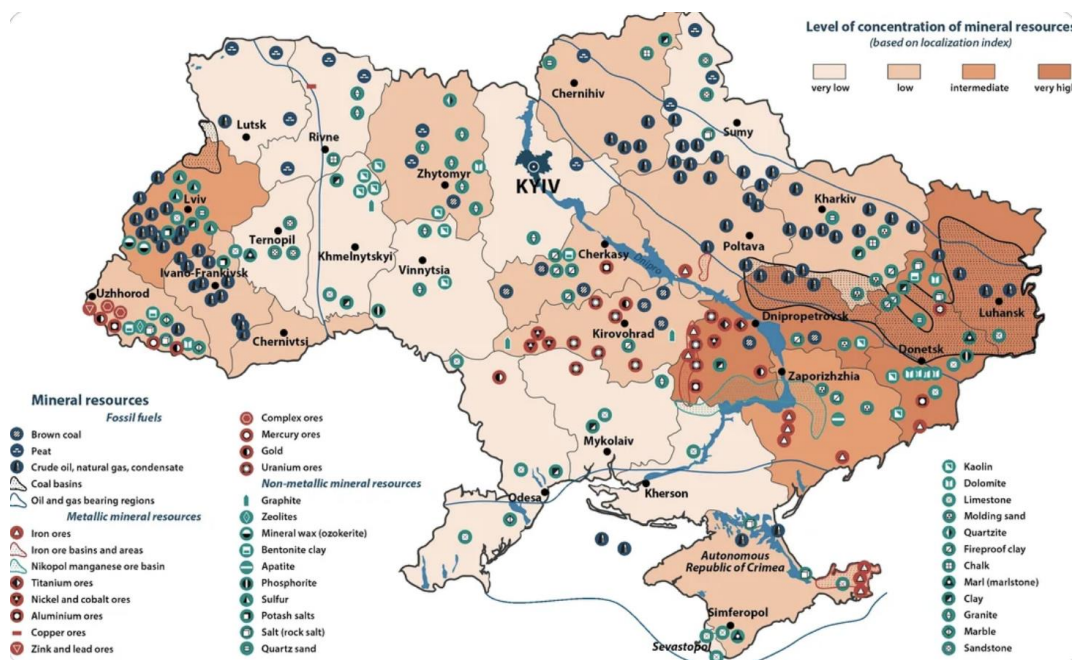 Level of concentration of mineral resources
(based on localization index)
very low
low
intermediate
very high
Chernihiv
Sumy
Lutsk
Rivne
Zhytomyr
KYIV
Lviv
Kharkiv
Ternopil
Khmelnytskyi
Poltava
Cherkasy
Dnipro
Vinnytsia
Ivano-Frankivsk
Uzhhorod
Luhansk
Kirovohrad
Dnipropetrovsk
Chernivtsi
Donetsk
Zaporizhzhia
Mykolaiv
Odesa
Kherson
Autonomous
Republic of Crimea
Simferopol
Sevastopol
Mineral resources
Fossil fuels
Brown coal
Peat
Crude oil, natural gas, condensate
Coal basins
Oil and gas bearing regions
Metallic mineral resources
Iron ores
Iron ore basins and areas
Nikopol manganese ore basin
Titanium ores
Nickel and cobalt ores
Aluminium ores
Copper ores
Zink and lead ores
Complex ores
Mercury ores
Gold
Uranium ores
Non-metallic mineral resources
Graphite
Zeolites
Mineral wax (ozokerite)
Bentonite clay
Apatite
Phosphorite
Sulfur
Potash salts
Salt (rock salt)
Quartz sand
Kaolin
Dolomite
Limestone
Molding sand
Quartzite
Fireproof clay
Chalk
Marl (marlstone)
Clay
Granite
Marble
Sandstone